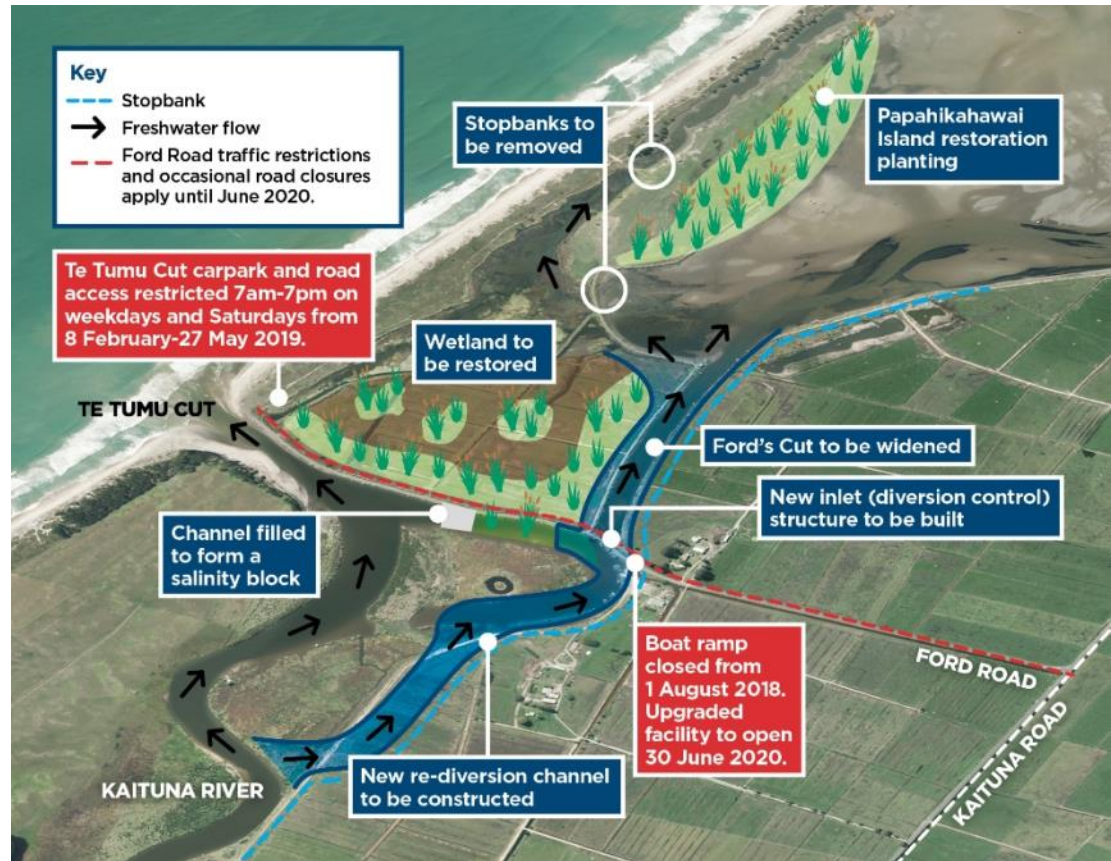 Key
Stopbank
Freshwater flow
Ford Road traffic restrictions
and occasional road closures
apply until June 2020.
Stopbanks to
be removed
Papahikahawai
Island restoration
planting
Te Tumu Cut carpark and road
access restricted 7am-7pm on
weekdays and Saturdays from
8 February-27 May 2019.
Wetland to
be restored
TE TUMU CUT
Ford's Cut to be widened
New inlet (diversion control)
structure to be built
Channel filled
to form a
salinity block
Boat ramp
closed from
1 August 2018.
Upgraded
facility to open
30 June 2020.
FORD ROAD
KAITUNA ROAD
New re-diversion channel
to be constructed
KAITUNA RIVER